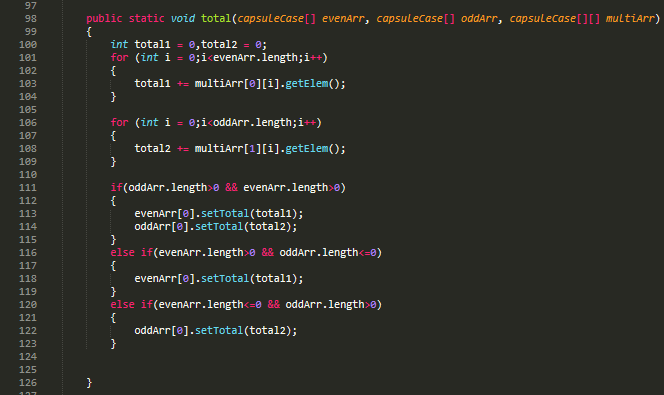 97
98 public static void total(capsuleCase[] evenArr, capsuleCase[] oddArr, capsuleCase[][] multiArr)
99 {
100 int total1 = 0,total2 = 0;
101 for (int i = 0;i<evenArr.length;i++)
102 {
103 total1 += multiArr[0][i].getElem();
104 }
105
106 for (int i = 0;i<oddArr.length;i++)
107 {
108 total2 += multiArr[1][i].getElem();
109 }
110
111 if(oddArr.length>0 && evenArr.length>0)
112 {
113 evenArr[0].setTotal(total1);
114 oddArr[0].setTotal(total2);
115 }
116 else if(evenArr.length>0 && oddArr.length<=0)
117 {
118 evenArr[0].setTotal(total1);
119 }
120 else if(evenArr.length<=0 && oddArr.length>0)
121 {
122 oddArr[0].setTotal(total2);
123 }
124
125
126 }